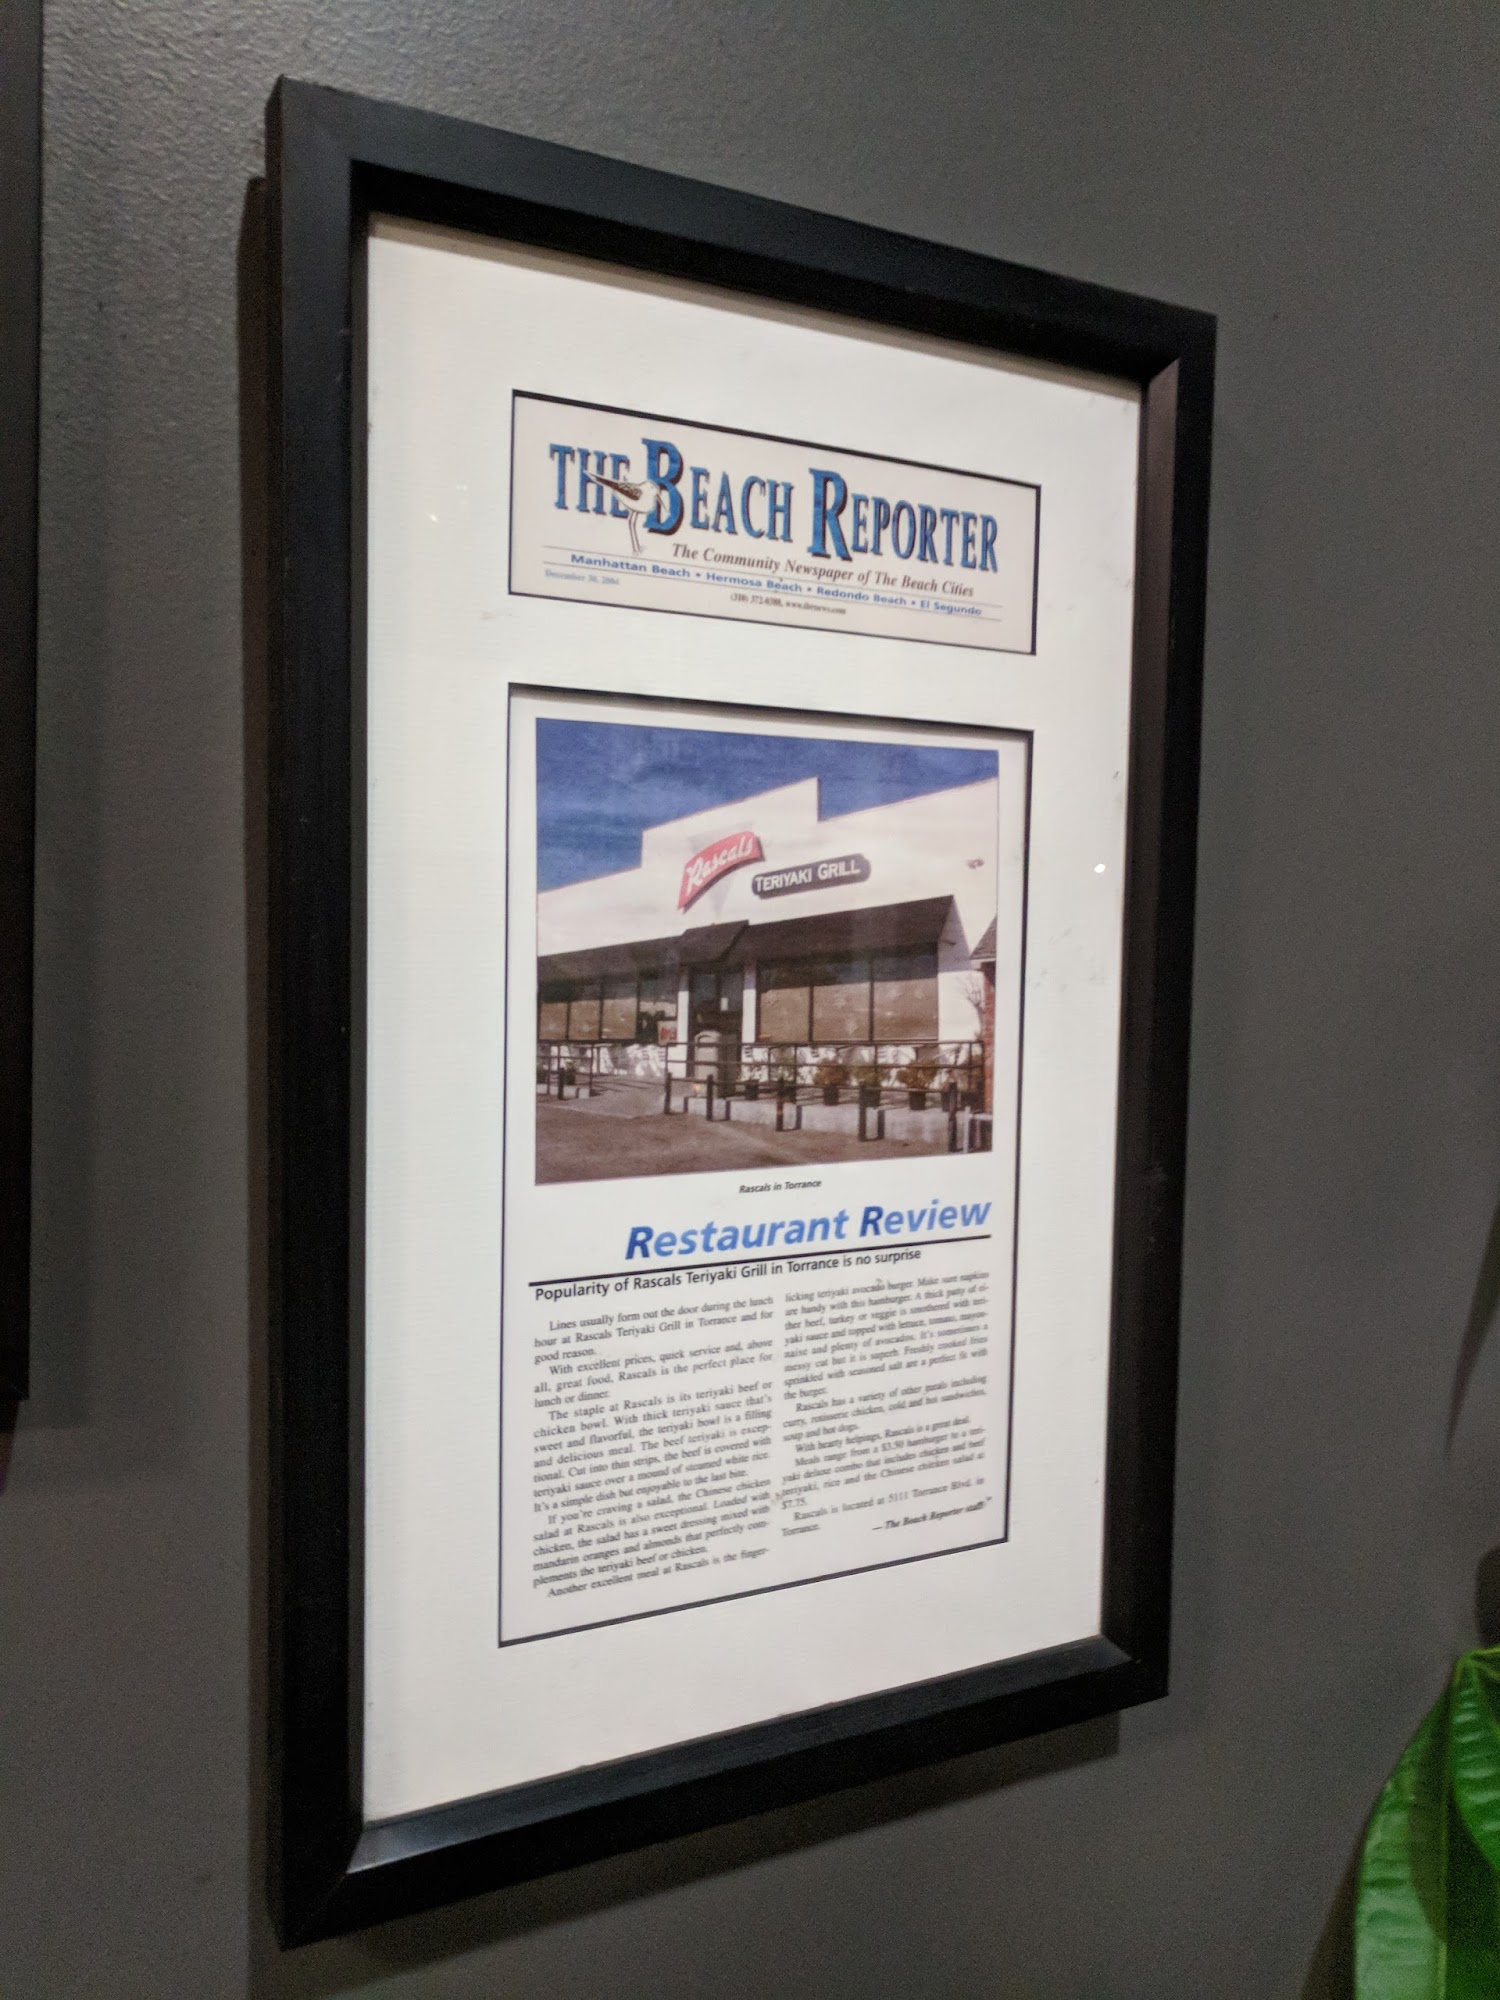 THE BEACH REPORTER
The Community Newspaper of The Beach Cities
Manhattan Beach • Hermosa Beach • Redondo Beach • El Segundo
December 30, 2004
Rascals
TERIYAKI GRILL
Rascals in Torrance
Restaurant Review
Popularity of Rascals Teriyaki Grill in Torrance is no surprise
Lines usually form out the door during the lunch
hour at Rascals Teriyaki Grill in Torrance and for
good reason.
With excellent prices, quick service and, above
all, great food, Rascals is the perfect place for
lunch or dinner.
The staple at Rascals is its teriyaki beef or
chicken bowl. With thick teriyaki sauce that's
sweet and flavorful, the teriyaki bowl is a filling
and delicious meal. The beef teriyaki is excep-
tional. Cut into thin strips, the beef is covered with
teriyaki sauce over a mound of steamed white rice.
It's a simple dish but enjoyable to the last bite.
If you're craving a salad, the Chinese chicken
salad at Rascals is also exceptional. Loaded with
chicken, the salad has a sweet dressing mixed with
mandarin oranges and almonds that perfectly com-
plements the teriyaki beef or chicken.
Another excellent meal at Rascals is the finger-
licking teriyaki avocado burger. Make sure napkins
are handy with this hamburger. A thick patty of ei-
ther beef, turkey or veggie is smothered with teri-
yaki sauce and topped with lettuce, tomato, mayon-
naise and plenty of avocados. It's sometimes a
messy eat but it is superb. Freshly cooked fries
sprinkled with seasoned salt are a perfect fit with
the burger.
Rascals has a variety of other meals including
curry, rotisserie chicken, cold and hot sandwiches,
soup and hot dogs.
With hearty helpings, Rascals is a great deal.
Meals range from a $3.50 hamburger to a teri-
yaki deluxe combo that includes chicken and beef
teriyaki, rice and the Chinese chicken salad at
$7.75.
Rascals is located at 5111 Torrance Blvd. in
Torrance.
— The Beach Reporter staff